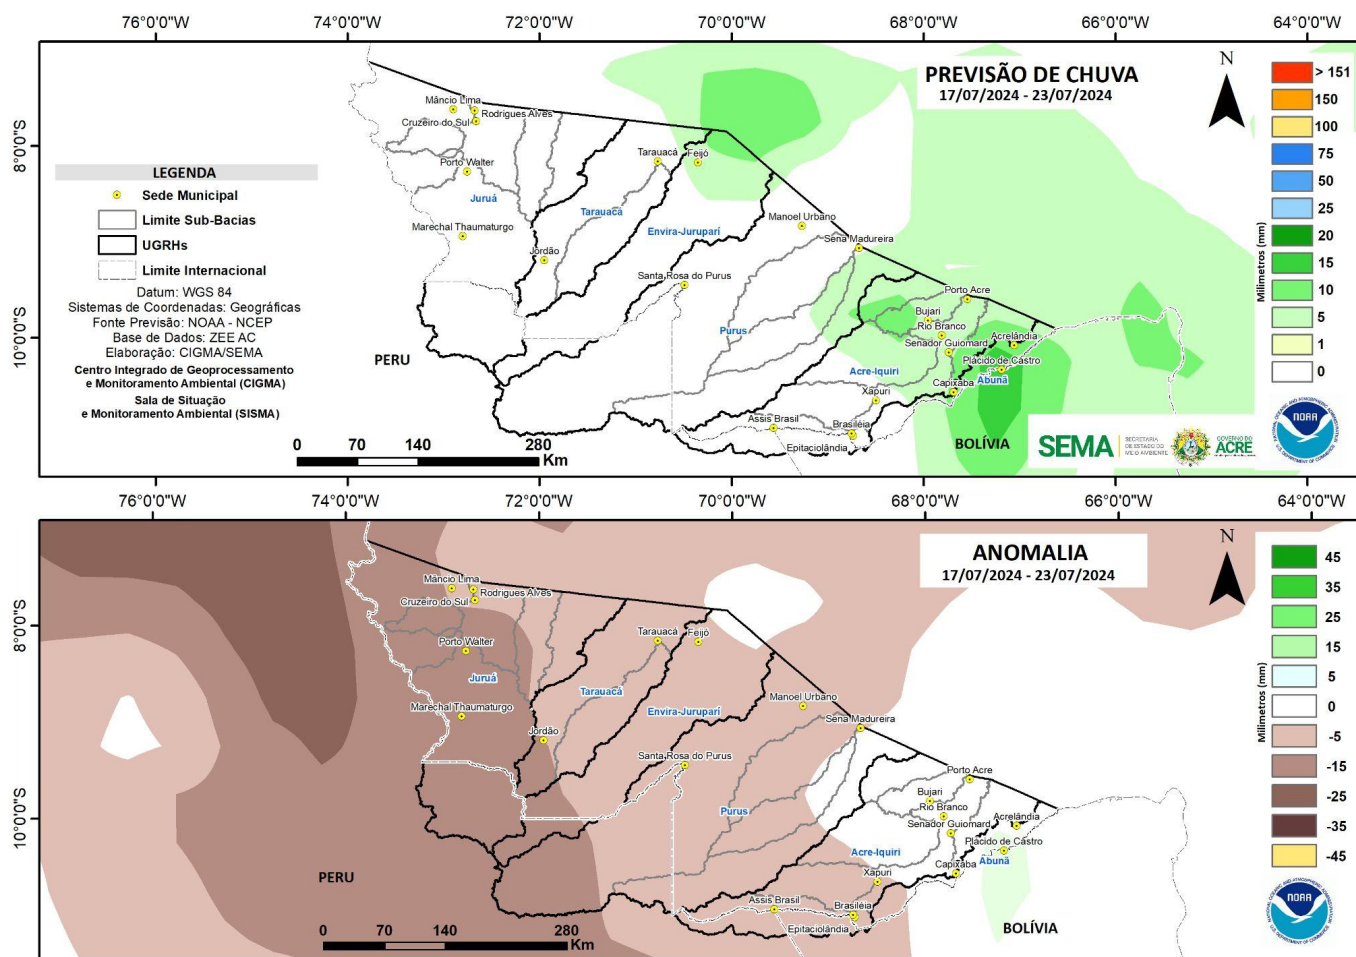 76°0'0"W
74°0'0"W
72°0'0"W
70°0'0"W
68°0'0"W
66°0'0"W
64°0'0"W
8°0'0"S
10°0'0"S
PREVISÃO DE CHUVA
17/07/2024 - 23/07/2024
N
LEGENDA
Sede Municipal
Limite Sub-Bacias
UGRHs
Limite Internacional
Datum: WGS 84
Sistemas de Coordenadas: Geográficas
Fonte Previsão: NOAA - NCEP
Base de Dados: ZEE AC
Elaboração: CIGMA/SEMA
Centro Integrado de Geoprocessamento
e Monitoramento Ambiental (CIGMA)
Sala de Situação
e Monitoramento Ambiental (SISMA)
Mâncio Lima
Rodrigues Alves
Cruzeiro do Sul
Porto Walter
Juruá
Marechal Thaumaturgo
Jordão
Tarauacá
Feijó
Tarauacá
Envira-Juruparí
Manoel Urbano
Sena Madureira
Santa Rosa do Purus
Purus
Porto Acre
Bujari
Rio Branco
Senador Guiomard
Acrelândia
Plácido de Castro
Abunã
Acre-Iquiri
Capixaba
Xapuri
Assis Brasil
Brasiléia
Epitaciolândia
PERU
BOLÍVIA
0 70 140 280
Km
Milímetros (mm)
> 151
150
100
75
50
25
20
15
10
5
1
0
SEMA
SECRETARIA
DE ESTADO DO
MEIO AMBIENTE
GOVERNO DO
ACRE
NOAA
76°0'0"W
74°0'0"W
72°0'0"W
70°0'0"W
68°0'0"W
66°0'0"W
64°0'0"W
8°0'0"S
10°0'0"S
ANOMALIA
17/07/2024 - 23/07/2024
N
Mâncio Lima
Rodrigues Alves
Cruzeiro do Sul
Porto Walter
Juruá
Marechal Thaumaturgo
Jordão
Tarauacá
Feijó
Tarauacá
Envira-Juruparí
Manoel Urbano
Sena Madureira
Santa Rosa do Purus
Purus
Porto Acre
Bujari
Rio Branco
Senador Guiomard
Acrelândia
Plácido de Castro
Abunã
Acre-Iquiri
Capixaba
Xapuri
Assis Brasil
Brasiléia
Epitaciolândia
PERU
BOLÍVIA
0 70 140 280
Km
Milímetros (mm)
45
35
25
15
5
0
-5
-15
-25
-35
-45
NOAA